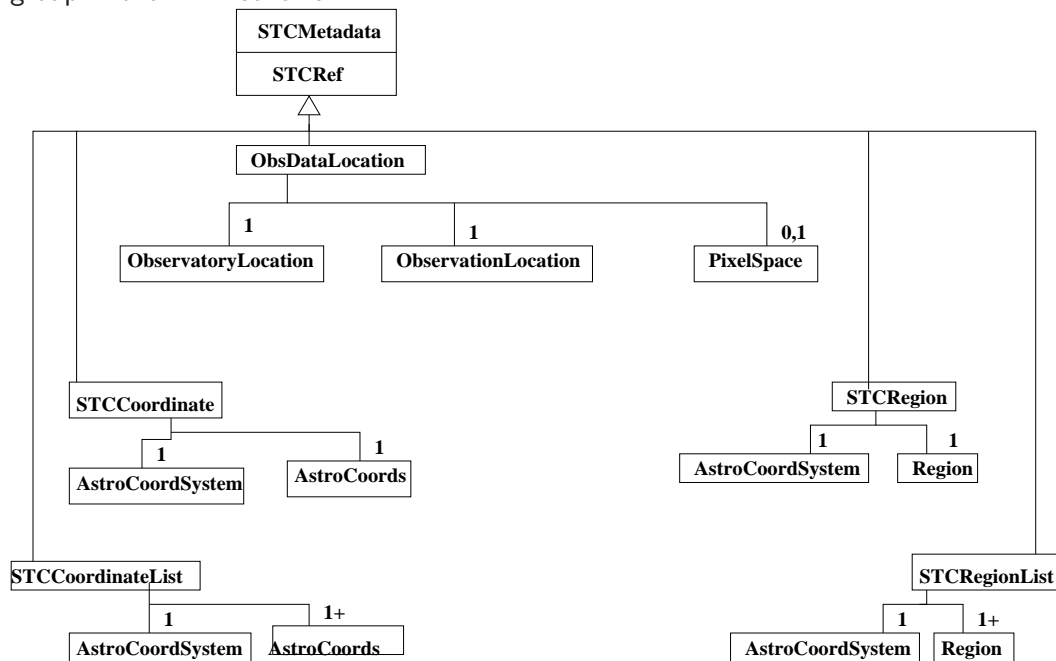 STCMetadata
STCRef
ObsDataLocation
1 1 0,1
ObservatoryLocation ObservationLocation PixelSpace
STCCoordinate STCRegion
1 1 1 1
AstroCoordSystem AstroCoords AstroCoordSystem Region
STCCoordinateList STCRegionList
1 1+ 1 1+
AstroCoordSystem AstroCoords AstroCoordSystem Region